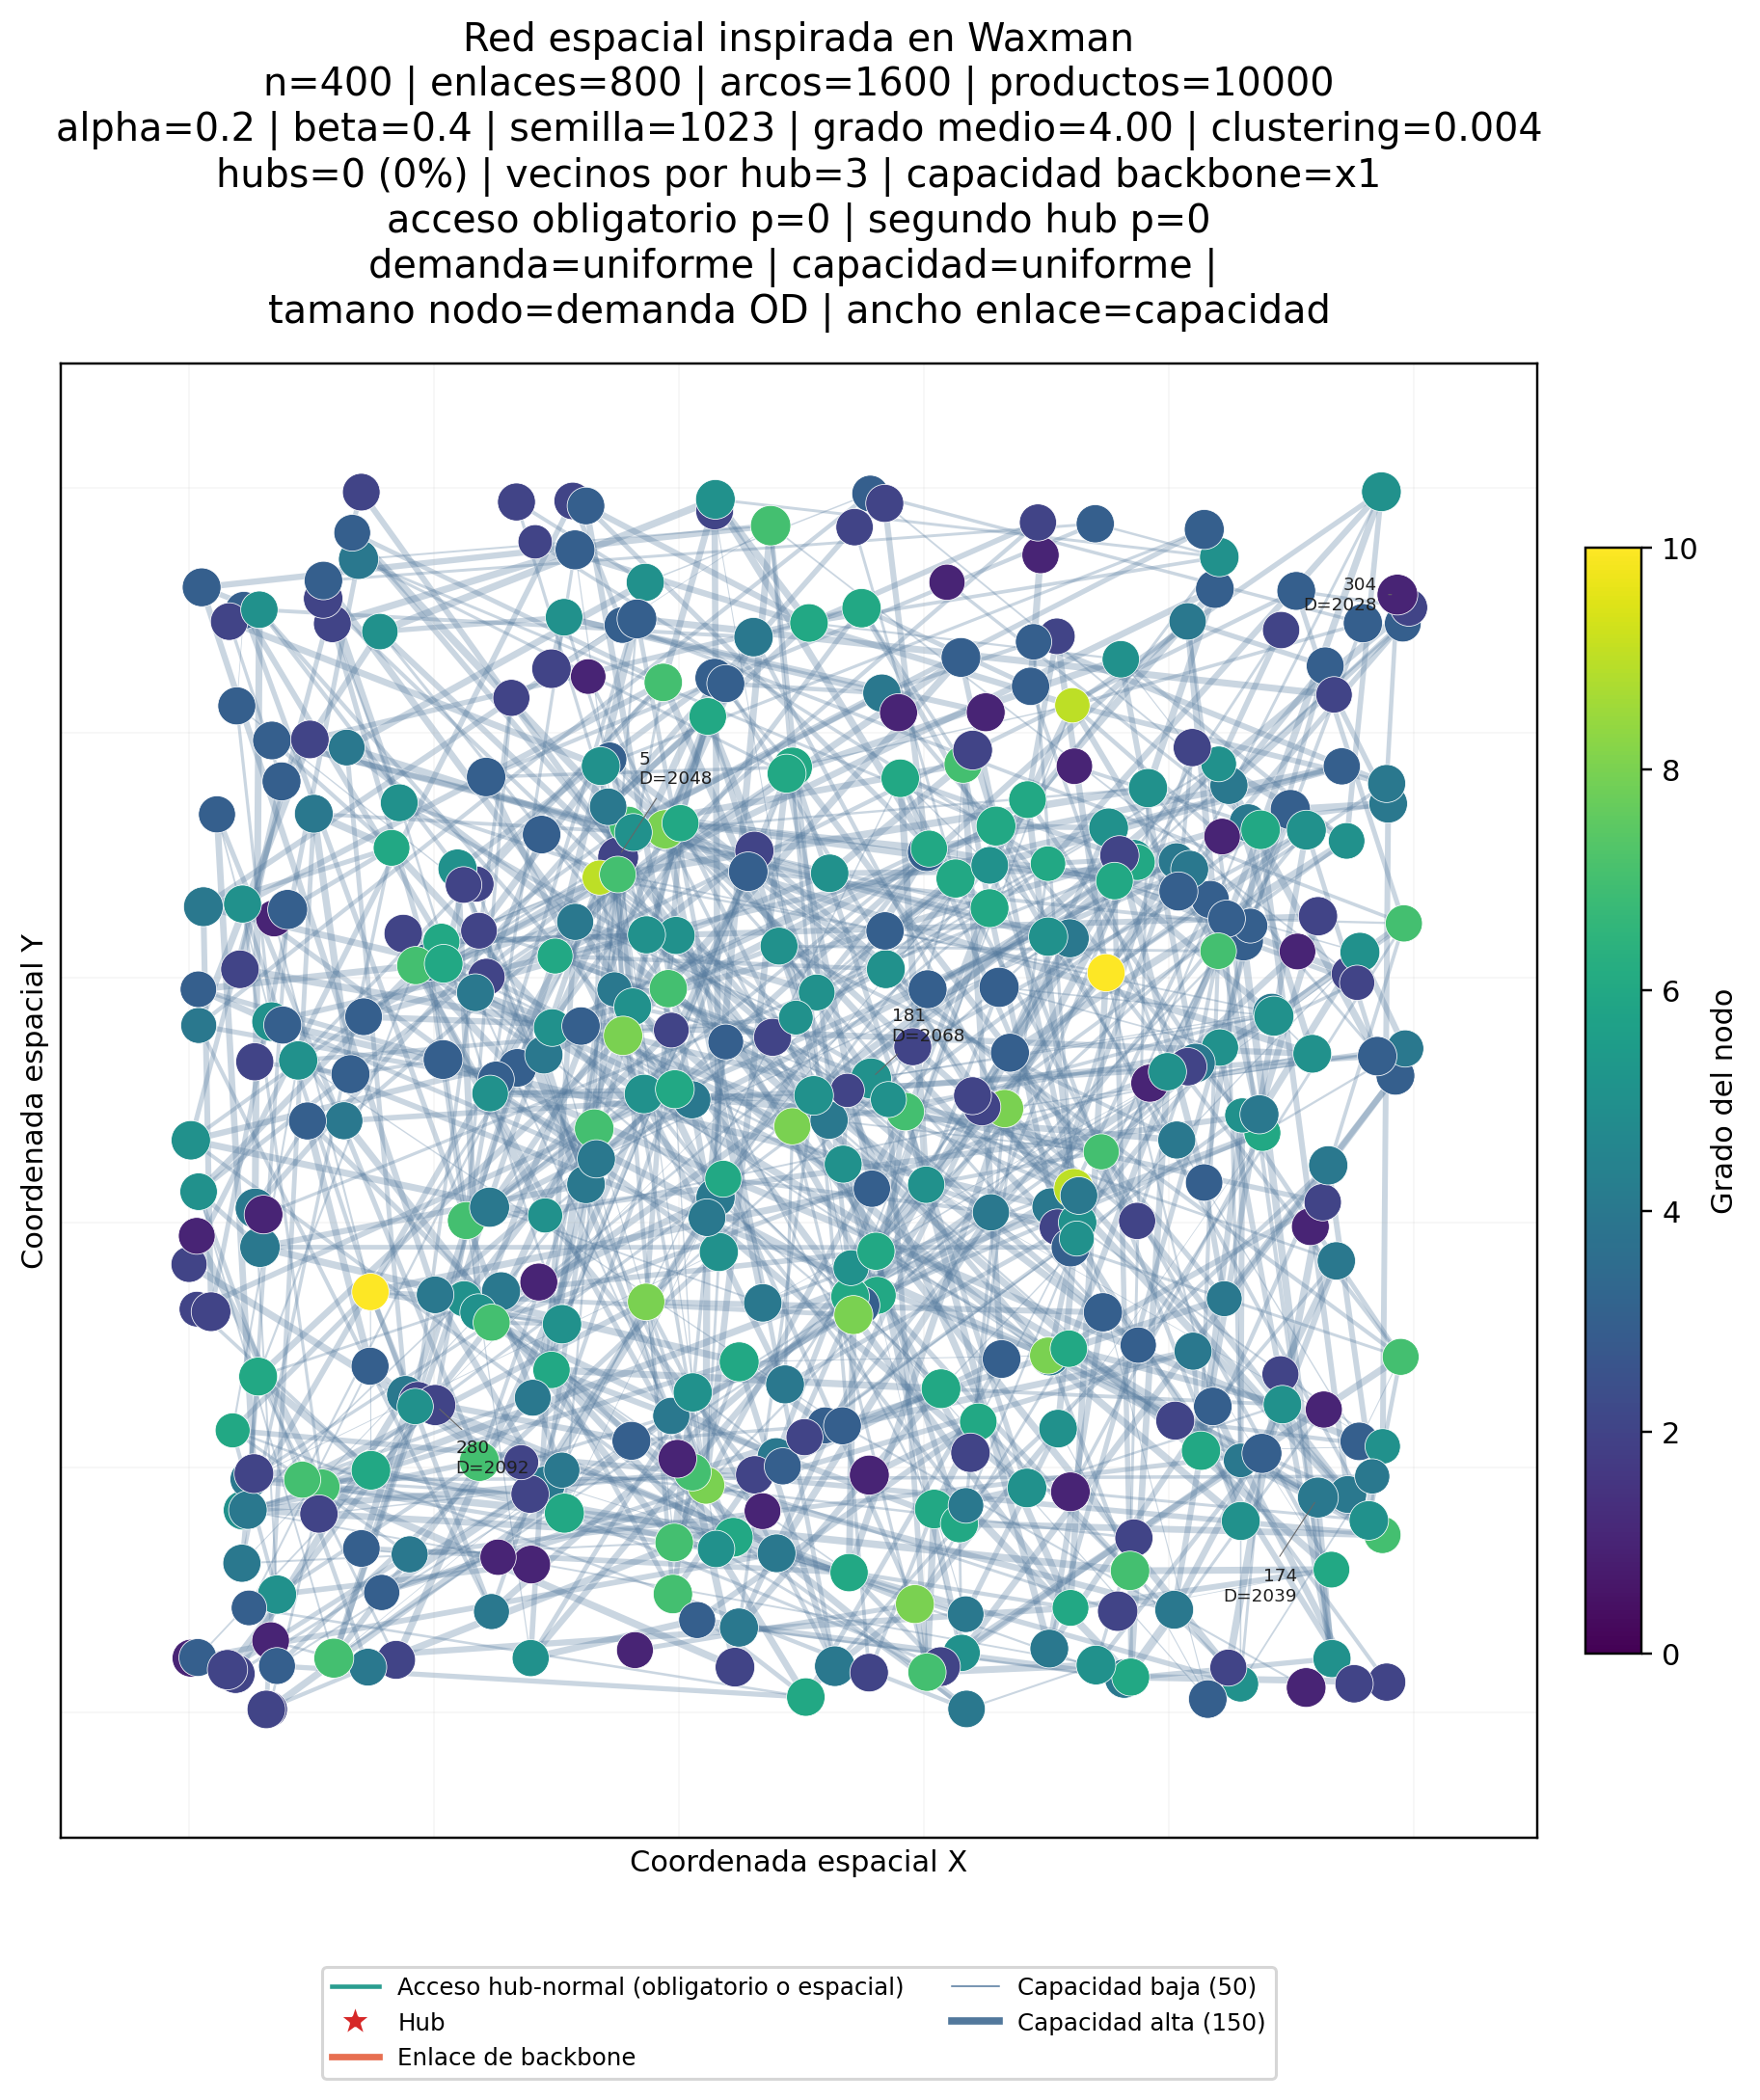 Red espacial inspirada en Waxman
n=400 | enlaces=800 | arcos=1600 | productos=10000
alpha=0.2 | beta=0.4 | semilla=1023 | grado medio=4.00 | clustering=0.004
hubs=0 (0%) | vecinos por hub=3 | capacidad backbone=x1
acceso obligatorio p=0 | segundo hub p=0
demanda=uniforme | capacidad=uniforme |
tamano nodo=demanda OD | ancho enlace=capacidad
304
D=2028
5
D=2048
181
D=2068
280
D=2092
174
D=2039
Coordenada espacial Y
Coordenada espacial X
10
8
6
4
2
0
Grado del nodo
Acceso hub-normal (obligatorio o espacial)
Hub
Enlace de backbone
Capacidad baja (50)
Capacidad alta (150)